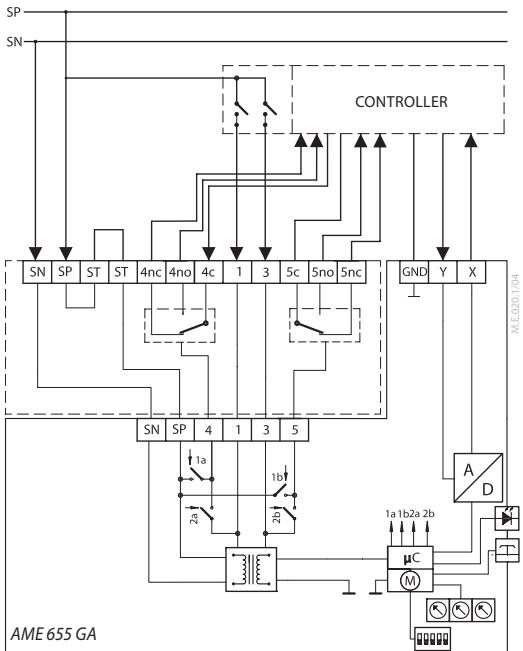 SP
SN
CONTROLLER
SN SP ST ST 4nc 4no 4c 1 3 5c 5no 5nc GND Y X
M.E.020.1/04
SN SP 4 1 3 5
1a
1b
2a
2b
A
D
1a 1b 2a 2b
µC
M
AME 655 GA